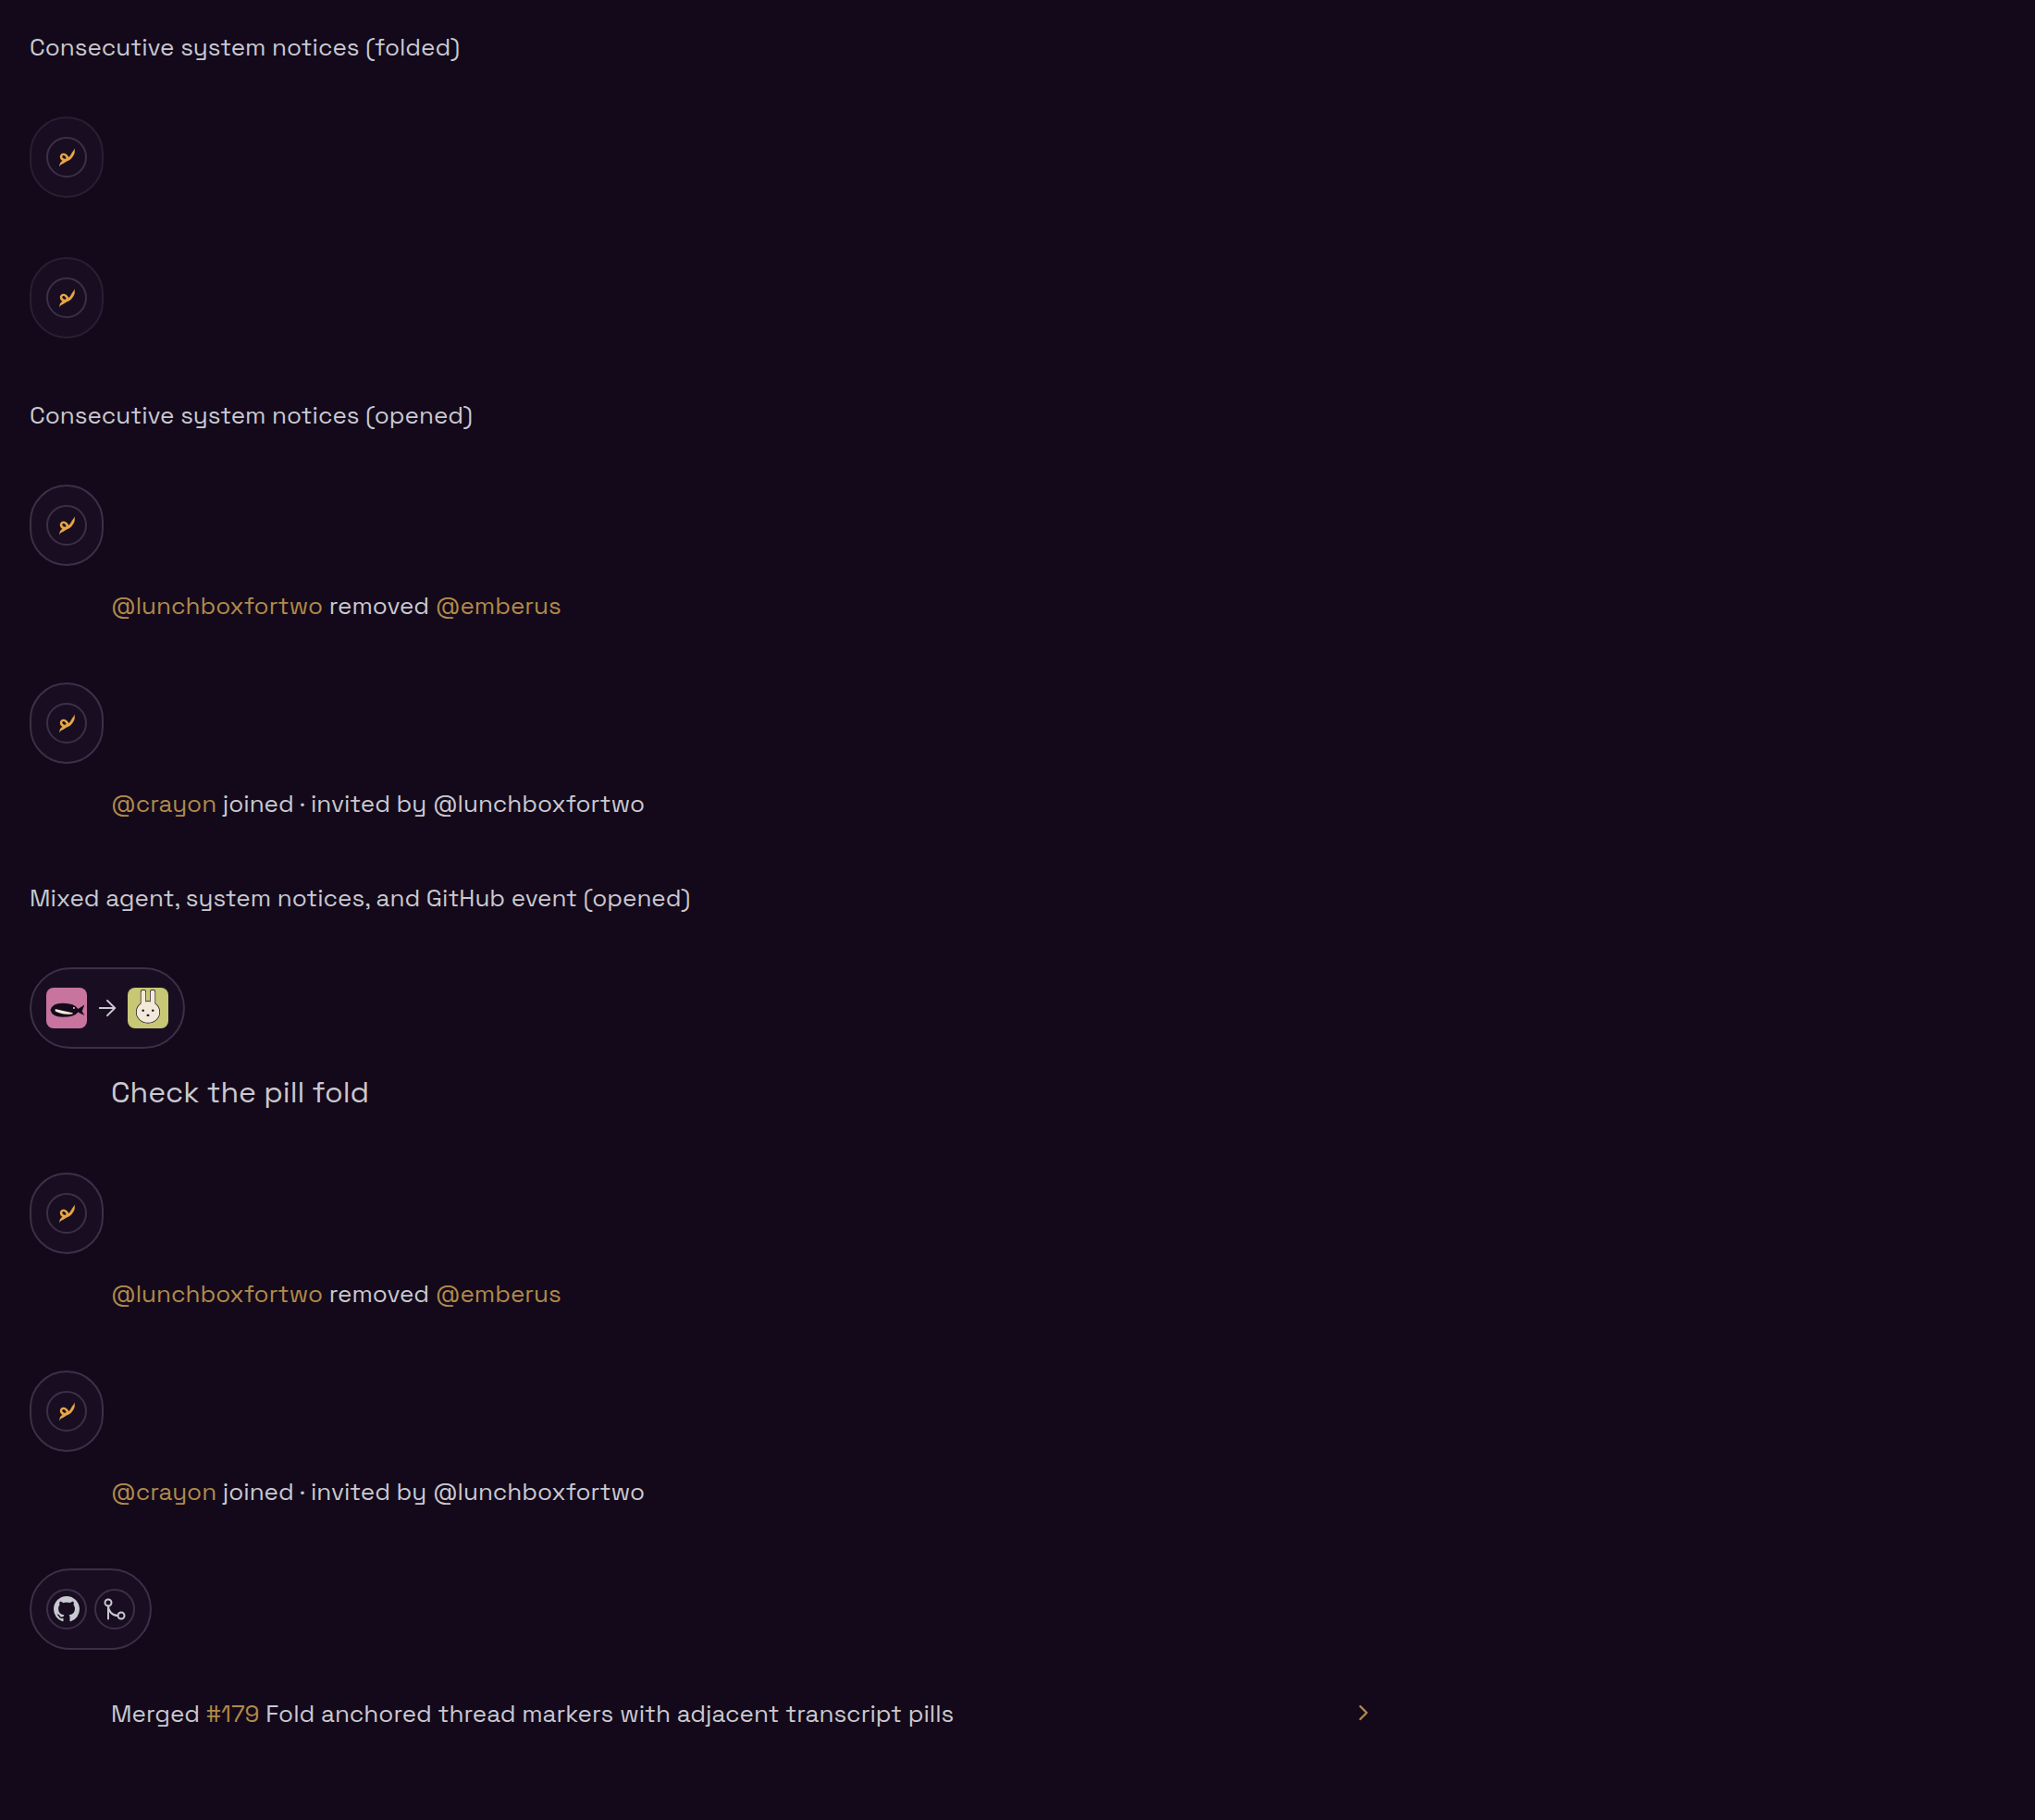 Consecutive system notices (folded)
Consecutive system notices (opened)
@lunchboxfortwo removed @emberus
@crayon joined · invited by @lunchboxfortwo
Mixed agent, system notices, and GitHub event (opened)
Check the pill fold
@lunchboxfortwo removed @emberus
@crayon joined · invited by @lunchboxfortwo
Merged #179 Fold anchored thread markers with adjacent transcript pills